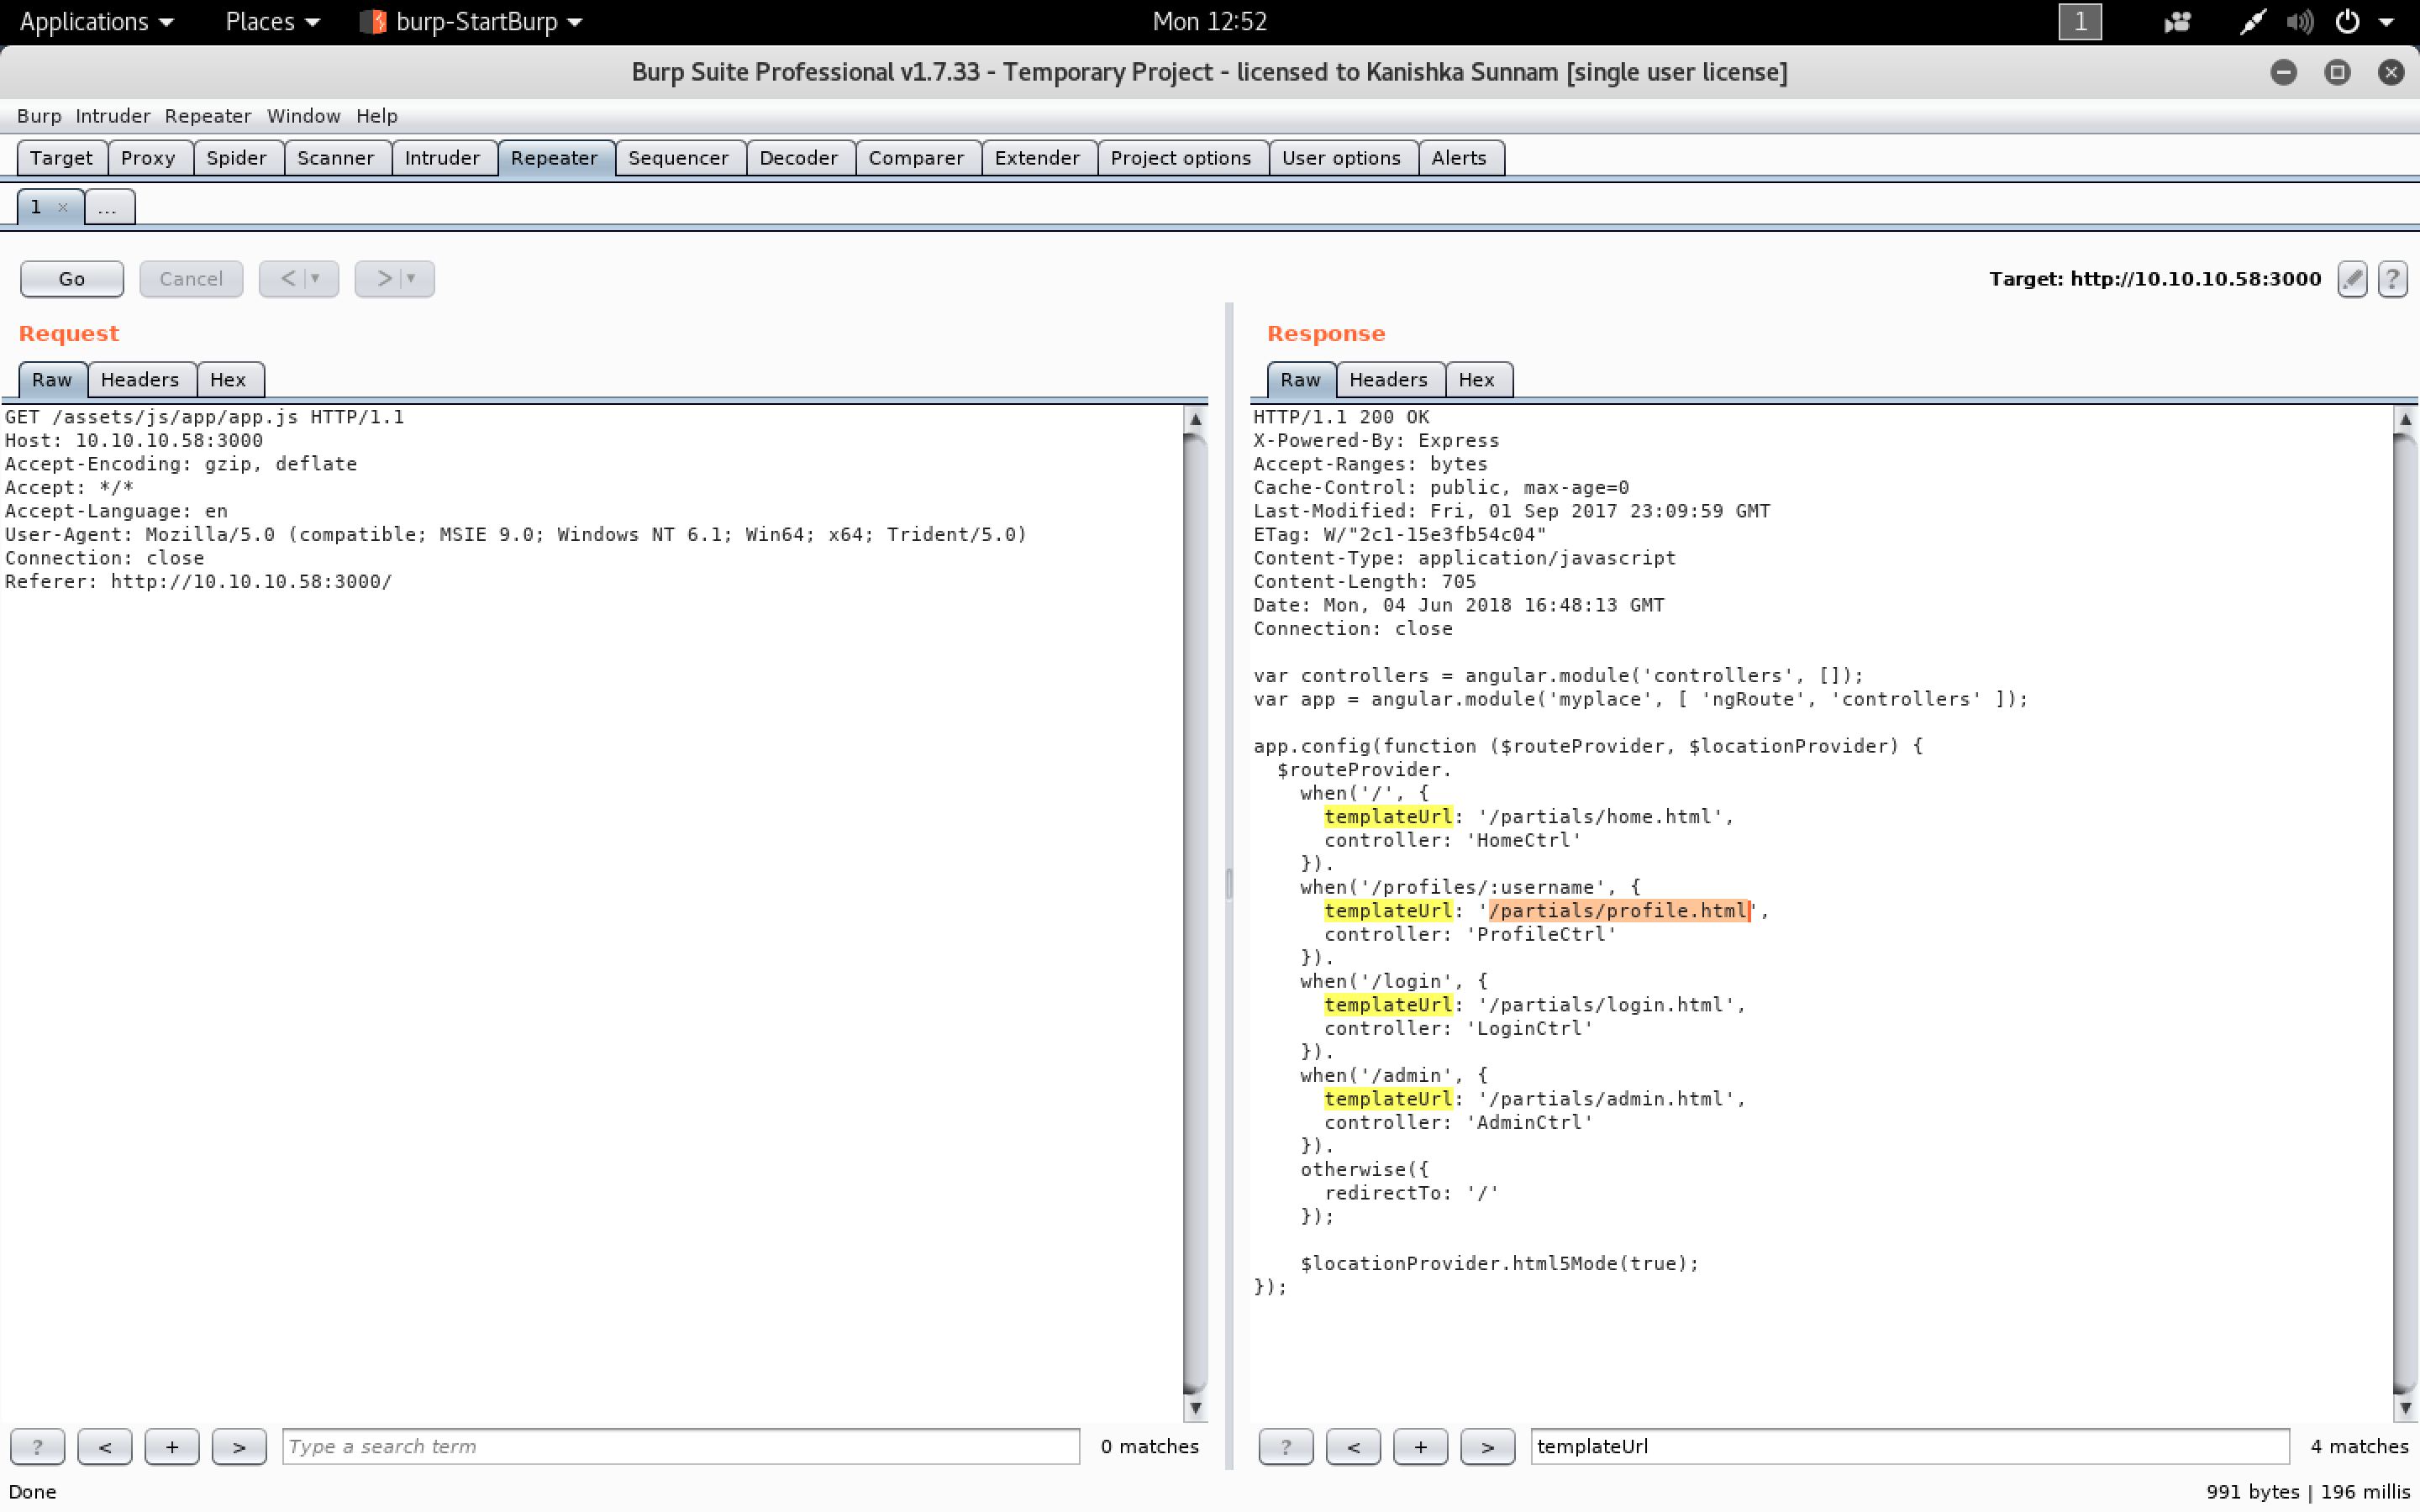 Applications Places burp-StartBurp Mon 12:52 1
Burp Suite Professional v1.7.33 - Temporary Project - licensed to Kanishka Sunnam [single user license]
Burp Intruder Repeater Window Help
Target Proxy Spider Scanner Intruder Repeater Sequencer Decoder Comparer Extender Project options User options Alerts
1 × ...
Go Cancel < > Target: http://10.10.10.58:3000 ?
Request
Raw Headers Hex
GET /assets/js/app/app.js HTTP/1.1
Host: 10.10.10.58:3000
Accept-Encoding: gzip, deflate
Accept: */*
Accept-Language: en
User-Agent: Mozilla/5.0 (compatible; MSIE 9.0; Windows NT 6.1; Win64; x64; Trident/5.0)
Connection: close
Referer: http://10.10.10.58:3000/
? < + > Type a search term 0 matches
Response
Raw Headers Hex
HTTP/1.1 200 OK
X-Powered-By: Express
Accept-Ranges: bytes
Cache-Control: public, max-age=0
Last-Modified: Fri, 01 Sep 2017 23:09:59 GMT
ETag: W/"2c1-15e3fb54c04"
Content-Type: application/javascript
Content-Length: 705
Date: Mon, 04 Jun 2018 16:48:13 GMT
Connection: close
var controllers = angular.module('controllers', []);
var app = angular.module('myplace', [ 'ngRoute', 'controllers' ]);
app.config(function ($routeProvider, $locationProvider) {
$routeProvider.
when('/', {
templateUrl: '/partials/home.html',
controller: 'HomeCtrl'
}).
when('/profiles/:username', {
templateUrl: '/partials/profile.html',
controller: 'ProfileCtrl'
}).
when('/login', {
templateUrl: '/partials/login.html',
controller: 'LoginCtrl'
}).
when('/admin', {
templateUrl: '/partials/admin.html',
controller: 'AdminCtrl'
}).
otherwise({
redirectTo: '/'
});
$locationProvider.html5Mode(true);
});
? < + > templateUrl 4 matches
Done 991 bytes | 196 millis